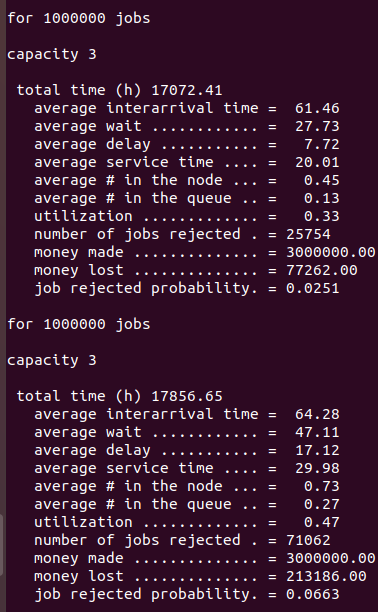 for 1000000 jobs
capacity 3
total time (h) 17072.41
average interarrival time = 61.46
average wait ............ = 27.73
average delay ........... = 7.72
average service time .... = 20.01
average # in the node ... = 0.45
average # in the queue .. = 0.13
utilization ............. = 0.33
number of jobs rejected . = 25754
money made .............. = 3000000.00
money lost .............. = 77262.00
job rejected probability. = 0.0251
for 1000000 jobs
capacity 3
total time (h) 17856.65
average interarrival time = 64.28
average wait ............ = 47.11
average delay ........... = 17.12
average service time .... = 29.98
average # in the node ... = 0.73
average # in the queue .. = 0.27
utilization ............. = 0.47
number of jobs rejected . = 71062
money made .............. = 3000000.00
money lost .............. = 213186.00
job rejected probability. = 0.0663